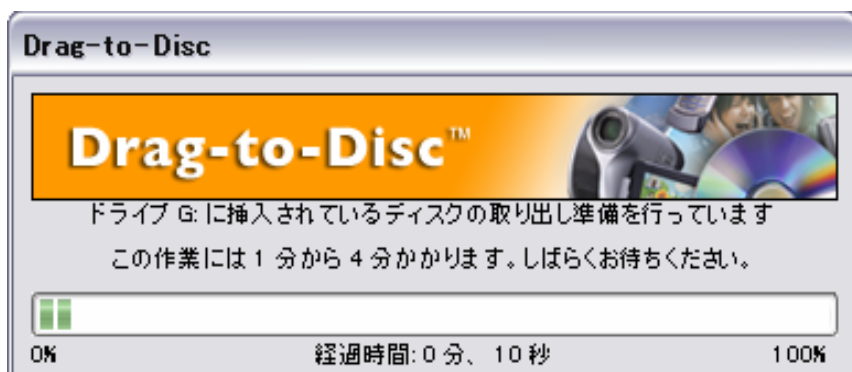 Drag-to-Disc
Drag-to-Disc™
ドライブ G: に挿入されているディスクの取り出し準備を行っています
この作業には 1 分から 4 分かかります。しばらくお待ちください。
0% 経過時間: 0 分、 10 秒 100%